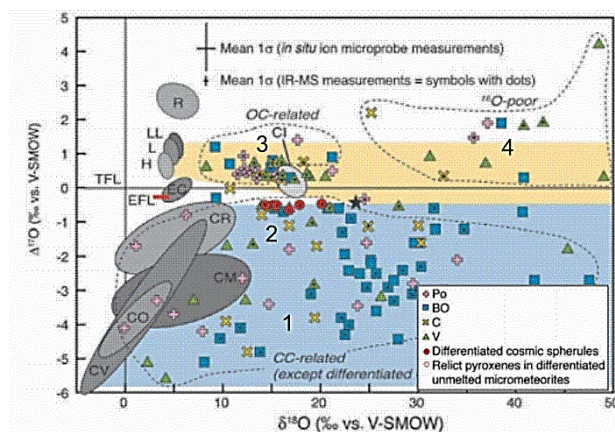 Mean 1σ (in situ ion microprobe measurements)
Mean 1σ (IR-MS measurements = symbols with dots)
OC-related
¹⁶O-poor
R
LL
L
H
EC
TFL
EFL
CI
3
4
CR
2
CM
CO
CV
1
CC-related
(except differentiated
Po
BO
C
Differentiated cosmic spherules
Relict pyroxenes in differentiated
unmelted micrometeorites
5
4
3
2
1
0
-1
-2
-3
-4
-5
-6
0 10 20 30 40 50
Δ¹⁷O (‰ vs. V-SMOW)
δ¹⁸O (‰ vs. V-SMOW)